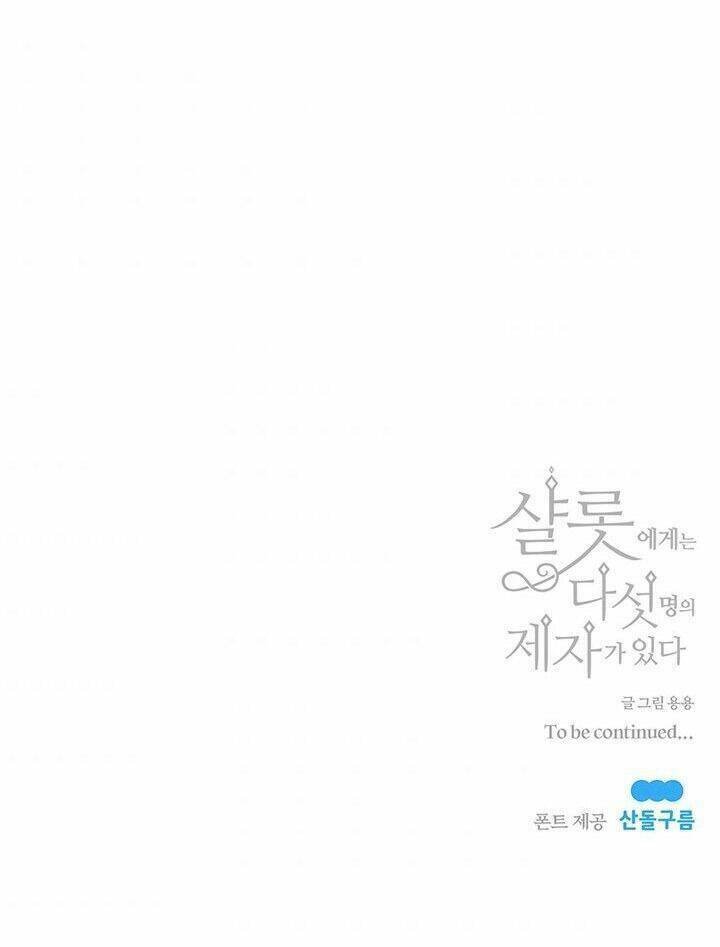 샬롯에게는
다섯명의
제자가 있다
글 그림 용용
To be continued...
폰트 제공 산돌구름